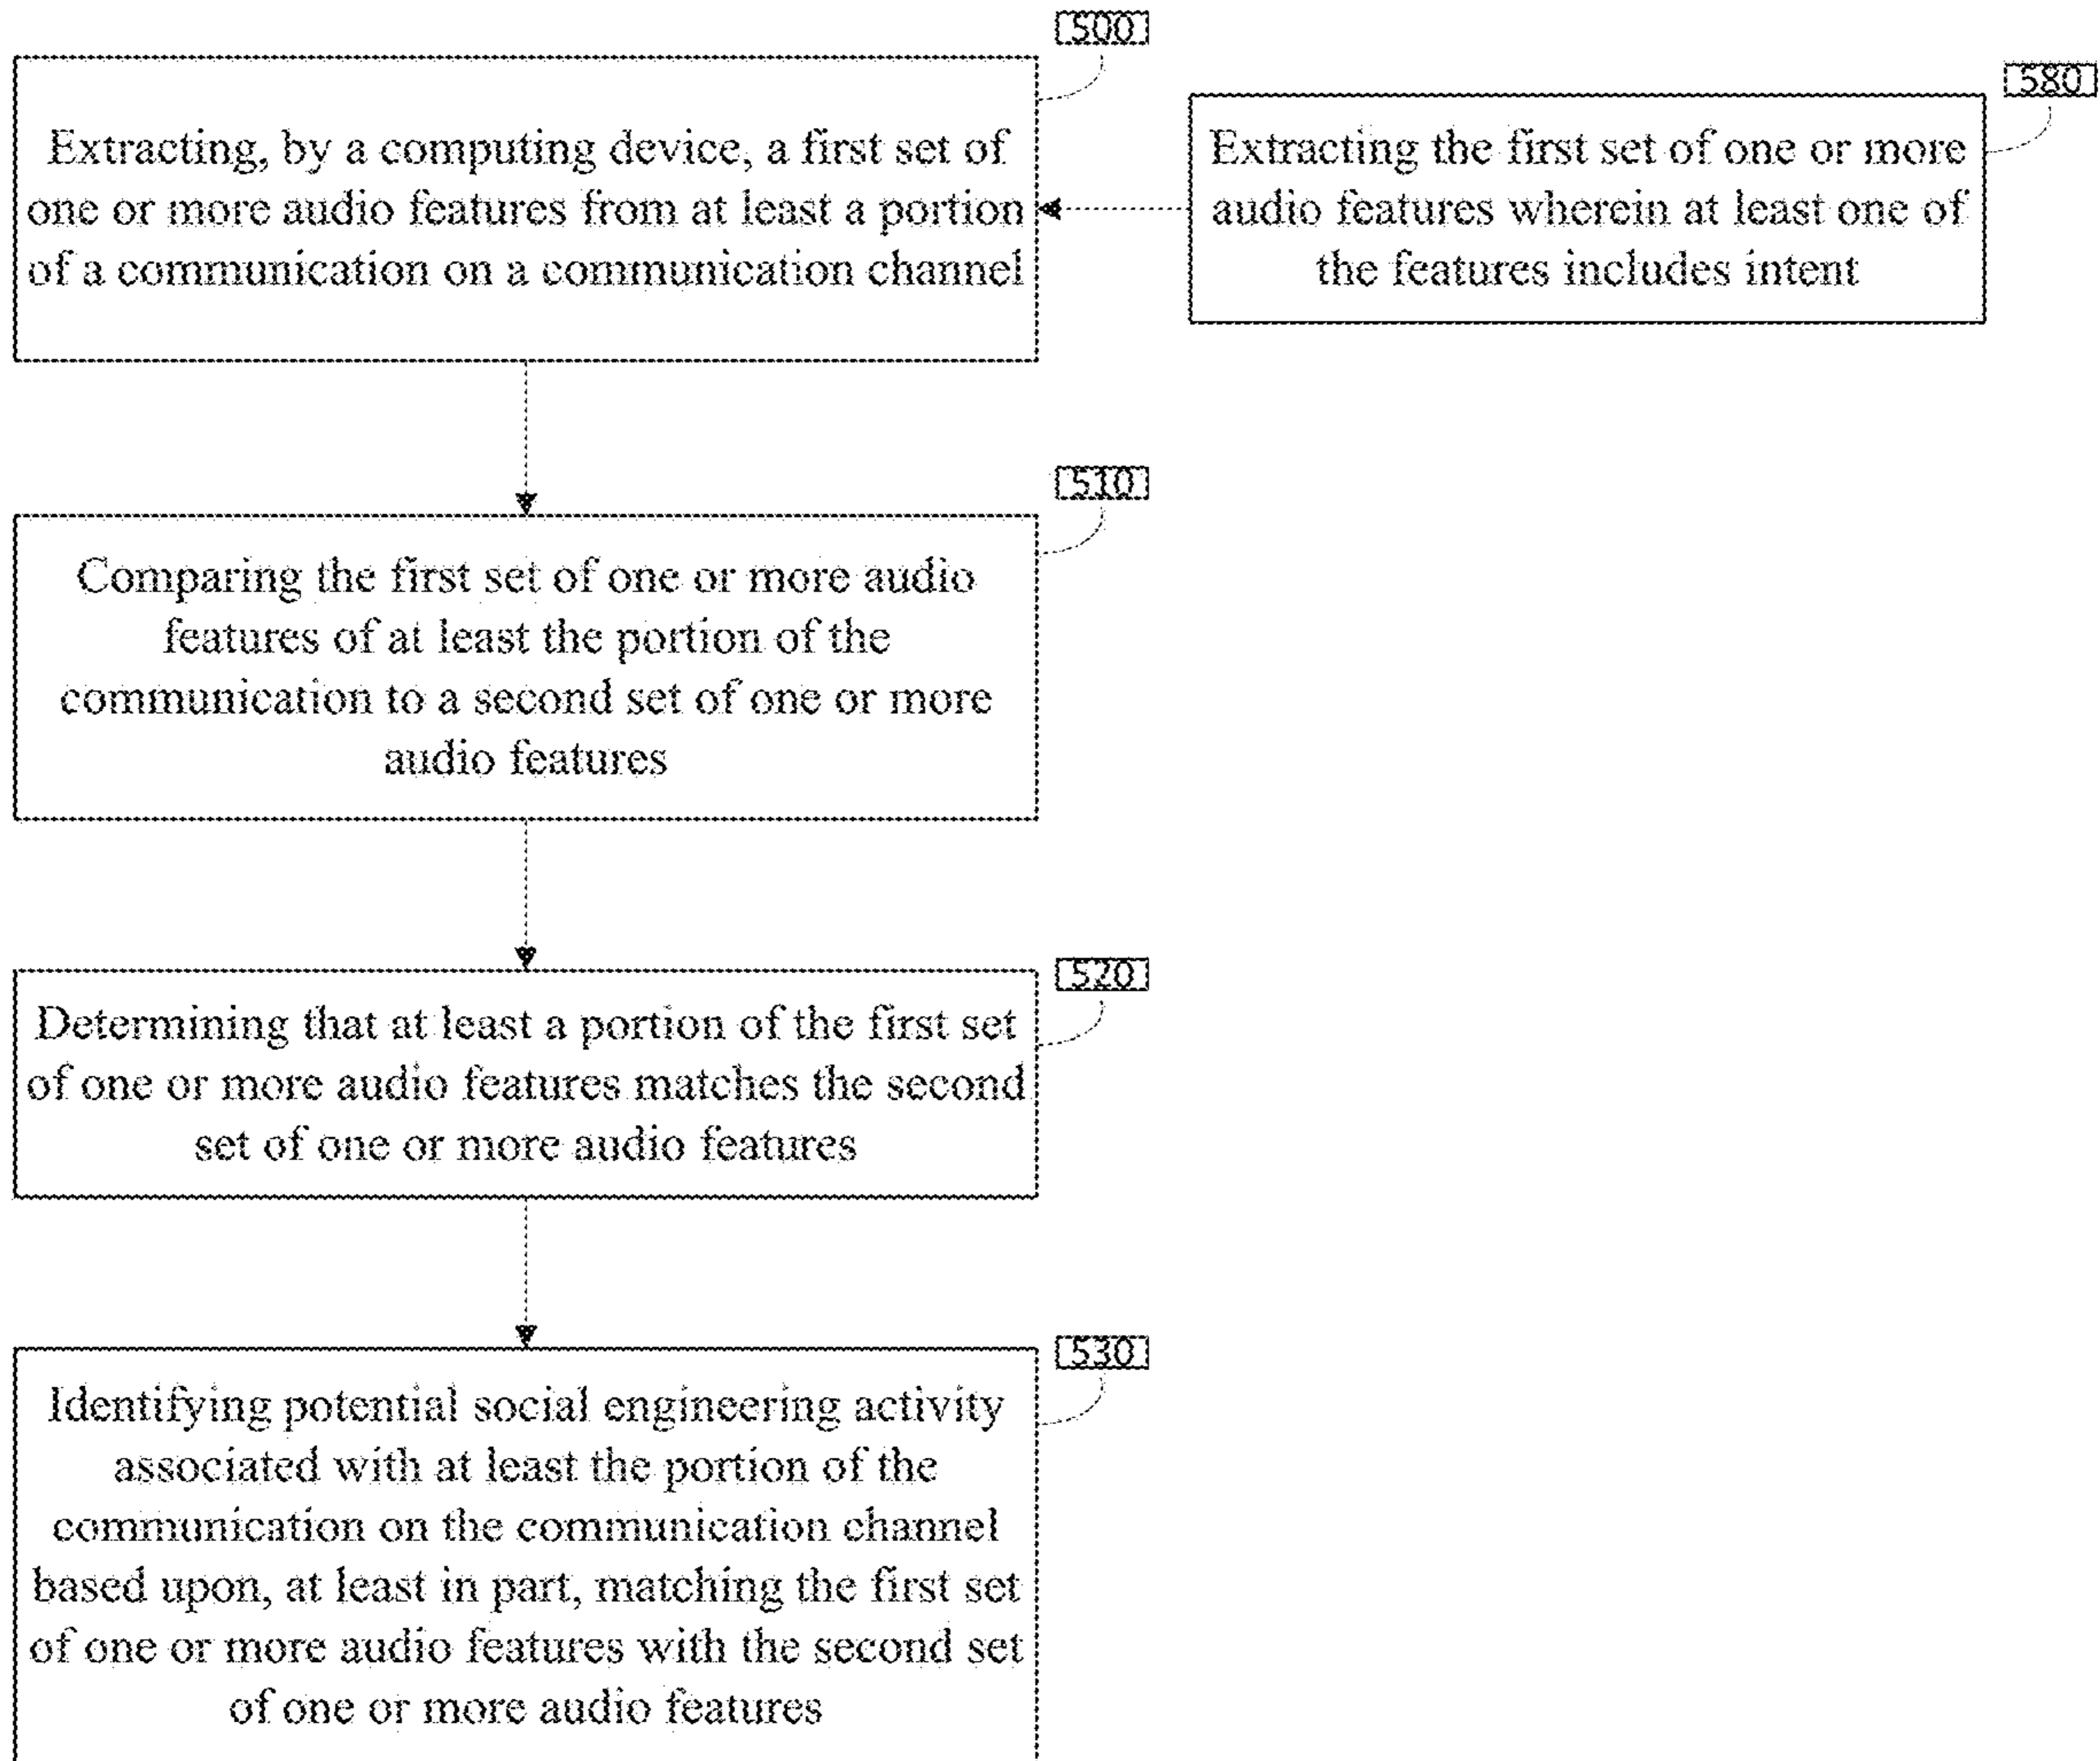 500
Extracting, by a computing device, a first set of
one or more audio features from at least a portion
of a communication on a communication channel
580
Extracting the first set of one or more
audio features wherein at least one of
the features includes intent
510
Comparing the first set of one or more audio
features of at least the portion of the
communication to a second set of one or more
audio features
520
Determining that at least a portion of the first set
of one or more audio features matches the second
set of one or more audio features
530
Identifying potential social engineering activity
associated with at least the portion of the
communication on the communication channel
based upon, at least in part, matching the first set
of one or more audio features with the second set
of one or more audio features